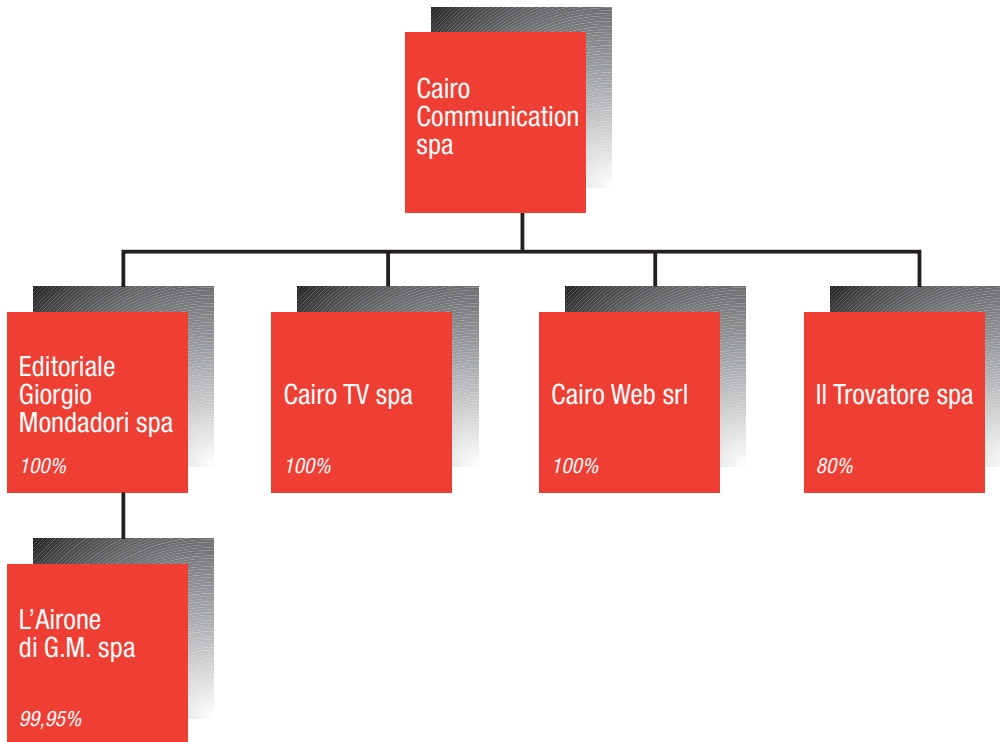 Cairo
Communication
spa
Editoriale
Giorgio
Mondadori spa
100%
Cairo TV spa
100%
Cairo Web srl
100%
Il Trovatore spa
80%
L’Airone
di G.M. spa
99,95%